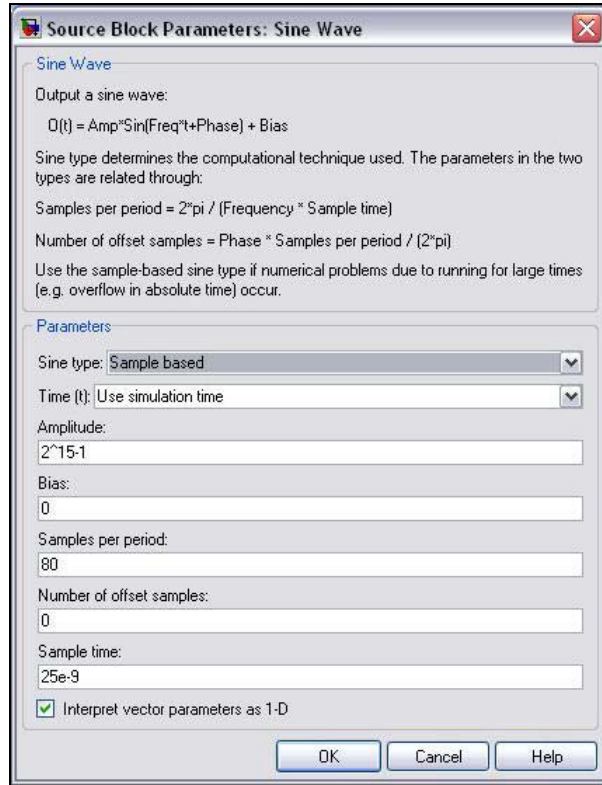 Source Block Parameters: Sine Wave
Sine Wave
Output a sine wave:
O(t) = Amp*Sin(Freq*t+Phase) + Bias
Sine type determines the computational technique used. The parameters in the two
types are related through:
Samples per period = 2*pi / (Frequency * Sample time)
Number of offset samples = Phase * Samples per period / (2*pi)
Use the sample-based sine type if numerical problems due to running for large times
(e.g. overflow in absolute time) occur.
Parameters
Sine type: Sample based
Time (t): Use simulation time
Amplitude:
2^15-1
Bias:
0
Samples per period:
80
Number of offset samples:
0
Sample time:
25e-9
Interpret vector parameters as 1-D
OK Cancel Help